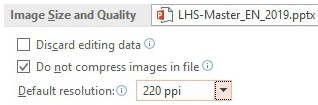 Image Size and Quality LHS-Master_EN_2019.pptx
Discard editing data
Do not compress images in file
Default resolution: 220 ppi